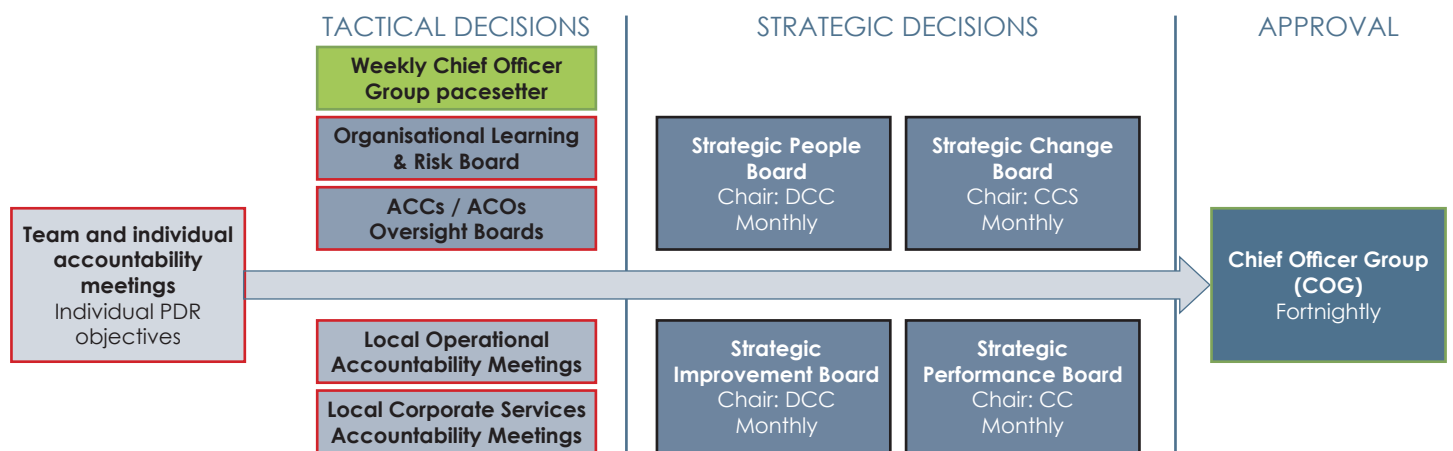 TACTICAL DECISIONS
STRATEGIC DECISIONS
APPROVAL
Team and individual
accountability
meetings
Individual PDR
objectives
Weekly Chief Officer
Group pacesetter
Organisational Learning
& Risk Board
ACCs / ACOs
Oversight Boards
Local Operational
Accountability Meetings
Local Corporate Services
Accountability Meetings
Strategic People
Board
Chair: DCC
Monthly
Strategic Change
Board
Chair: CCS
Monthly
Strategic
Improvement Board
Chair: DCC
Monthly
Strategic
Performance Board
Chair: CC
Monthly
Chief Officer Group
(COG)
Fortnightly